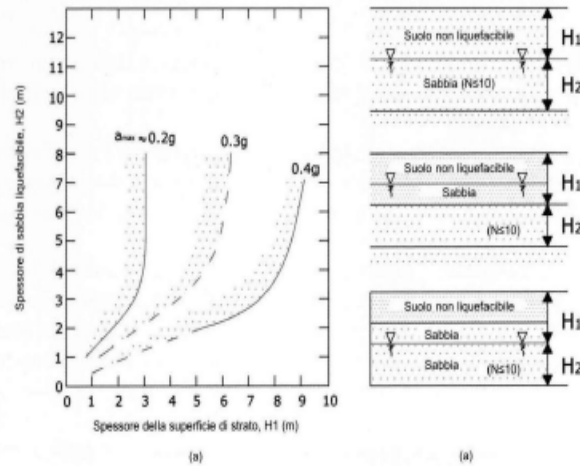 Spessore di sabbia liquefacibile, H2 (m)
13
12
11
10
9
8
7
6
5
4
3
2
1
0
0 1 2 3 4 5 6 7 8 9 10
amax = 0.2g
0.3g
0.4g
Spessore della superficie di strato, H1 (m)
(a)
Suolo non liquefacibile
H1
Sabbia (N≤10)
H2
Suolo non liquefacibile
Sabbia
H1
(N≤10)
H2
Suolo non liquefacibile
Sabbia
H1
Sabbia (N≤10)
H2
(a)